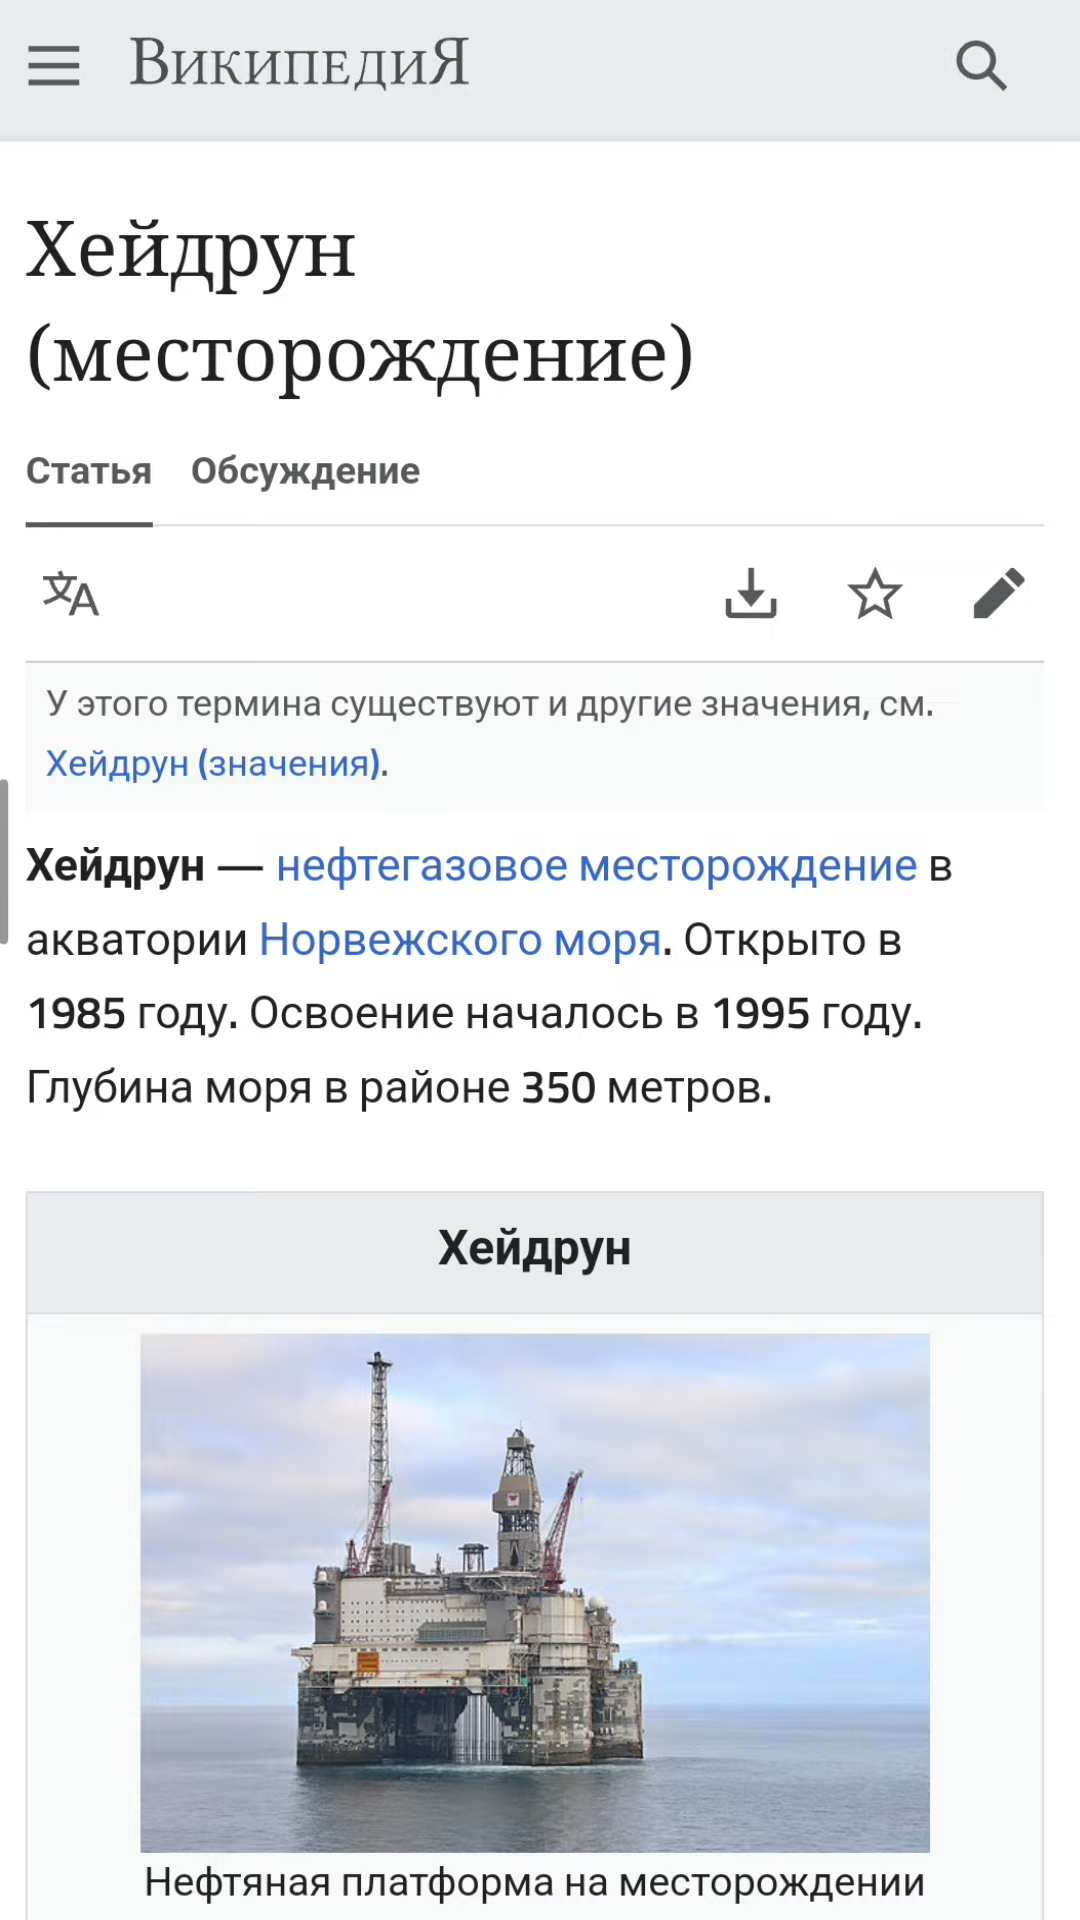 ВикипедиЯ
Хейдрун
(месторождение)
Статья Обсуждение
У этого термина существуют и другие значения, см.
Хейдрун (значения).
Хейдрун — нефтегазовое месторождение в
акватории Норвежского моря. Открыто в
1985 году. Освоение началось в 1995 году.
Глубина моря в районе 350 метров.
Хейдрун
Нефтяная платформа на месторождении